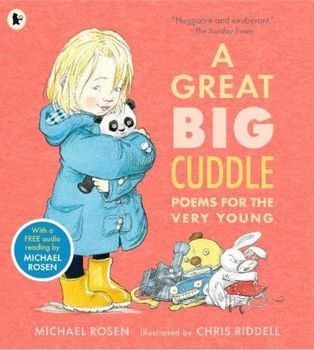 "Huggable and exuberant."
The Sunday Times
A
GREAT
BIG
CUDDLE
POEMS FOR THE
VERY YOUNG
With a
FREE audio
reading by
MICHAEL
ROSEN
MICHAEL ROSEN illustrated by CHRIS RIDDELL